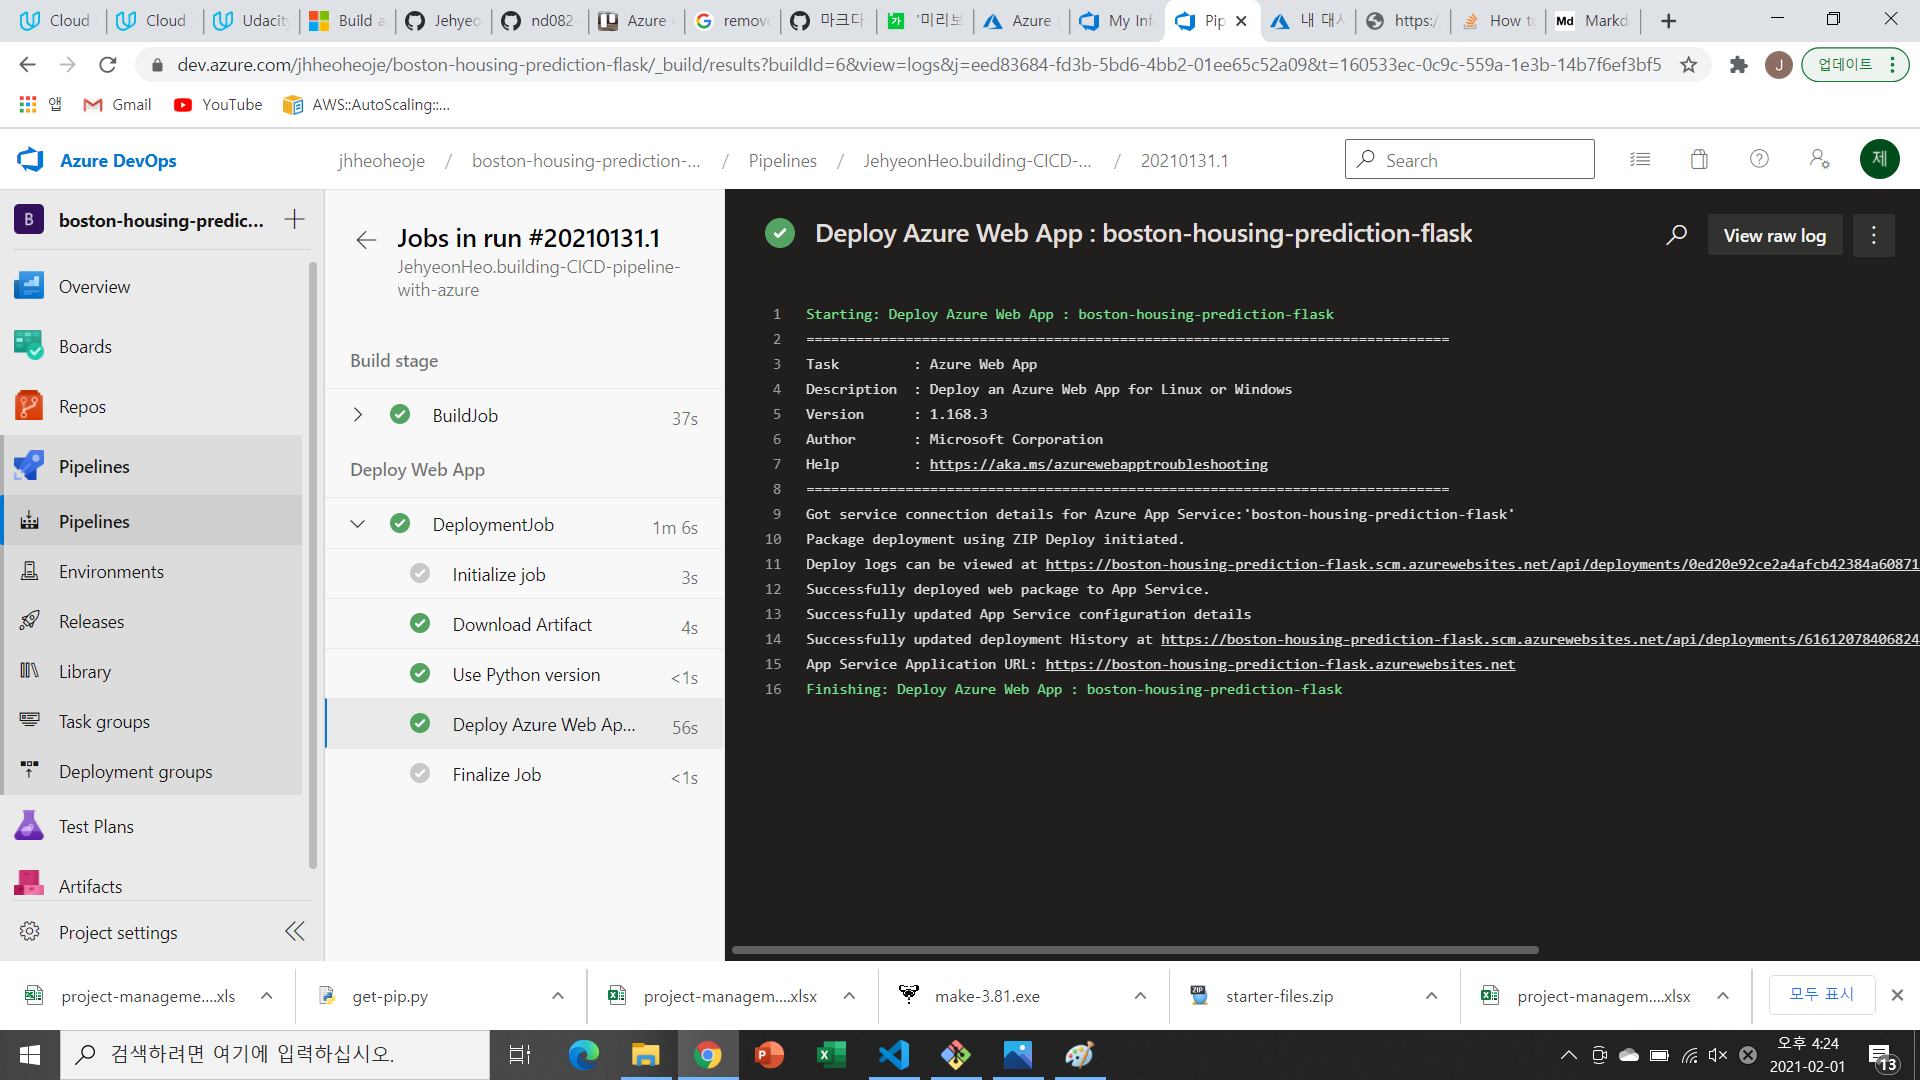 Cloud
Cloud
Udacity
Build a
Jehyeo
nd082-
Azure
remov
마크다
'미리보
Azure
My Inf
Pip
내 대시
https:/
How to
Markd
dev.azure.com/jhheoheoje/boston-housing-prediction-flask/_build/results?buildId=6&view=logs&j=eed83684-fd3b-5bd6-4bb2-01ee65c52a09&t=160533ec-0c9c-559a-1e3b-14b7f6ef3bf5
J
업데이트
앱
Gmail
YouTube
AWS::AutoScaling::...
Azure DevOps
jhheoheoje / boston-housing-prediction-... / Pipelines / JehyeonHeo.building-CICD-... / 20210131.1
Search
제
B boston-housing-predic...
Overview
Boards
Repos
Pipelines
Pipelines
Environments
Releases
Library
Task groups
Deployment groups
Test Plans
Artifacts
Project settings
Jobs in run #20210131.1
JehyeonHeo.building-CICD-pipeline-
with-azure
Build stage
BuildJob 37s
Deploy Web App
DeploymentJob 1m 6s
Initialize job 3s
Download Artifact 4s
Use Python version <1s
Deploy Azure Web Ap... 56s
Finalize Job <1s
Deploy Azure Web App : boston-housing-prediction-flask
View raw log
1 Starting: Deploy Azure Web App : boston-housing-prediction-flask
2 ==============================================================================
3 Task : Azure Web App
4 Description : Deploy an Azure Web App for Linux or Windows
5 Version : 1.168.3
6 Author : Microsoft Corporation
7 Help : https://aka.ms/azurewebapptroubleshooting
8 ==============================================================================
9 Got service connection details for Azure App Service:'boston-housing-prediction-flask'
10 Package deployment using ZIP Deploy initiated.
11 Deploy logs can be viewed at https://boston-housing-prediction-flask.scm.azurewebsites.net/api/deployments/0ed20e92ce2a4afcb42384a60871
12 Successfully deployed web package to App Service.
13 Successfully updated App Service configuration details
14 Successfully updated deployment History at https://boston-housing-prediction-flask.scm.azurewebsites.net/api/deployments/61612078406824
15 App Service Application URL: https://boston-housing-prediction-flask.azurewebsites.net
16 Finishing: Deploy Azure Web App : boston-housing-prediction-flask
project-manageme....xls
get-pip.py
project-managem....xlsx
make-3.81.exe
starter-files.zip
project-managem....xlsx
모두 표시
검색하려면 여기에 입력하십시오.
오후 4:24
2021-02-01
13